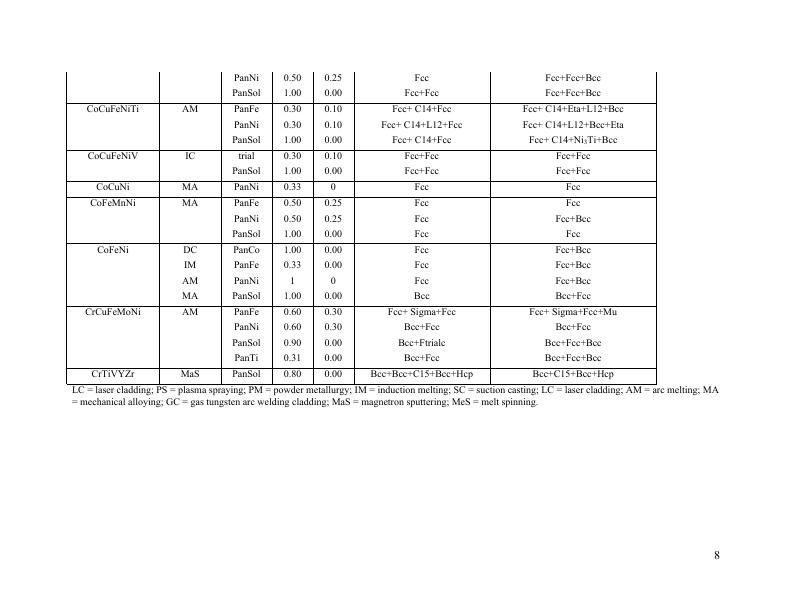 PanNi 0.50 0.25 Fcc Fcc+Fcc+Bcc
PanSol 1.00 0.00 Fcc+Fcc Fcc+Fcc+Bcc
CoCuFeNiTi AM PanFe 0.30 0.10 Fcc+ C14+Fcc Fcc+ C14+Eta+L12+Bcc
PanNi 0.30 0.10 Fcc+ C14+L12+Fcc Fcc+ C14+L12+Bcc+Eta
PanSol 1.00 0.00 Fcc+ C14+Fcc Fcc+ C14+Ni₃Ti+Bcc
CoCuFeNiV IC trial 0.30 0.10 Fcc+Fcc Fcc+Fcc
PanSol 1.00 0.00 Fcc+Fcc Fcc+Fcc
CoCuNi MA PanNi 0.33 0 Fcc Fcc
CoFeMnNi MA PanFe 0.50 0.25 Fcc Fcc
PanNi 0.50 0.25 Fcc Fcc+Bcc
PanSol 1.00 0.00 Fcc Fcc
CoFeNi DC PanCo 1.00 0.00 Fcc Fcc+Bcc
IM PanFe 0.33 0.00 Fcc Fcc+Bcc
AM PanNi 1 0 Fcc Fcc+Bcc
MA PanSol 1.00 0.00 Bcc Bcc+Fcc
CrCuFeMoNi AM PanFe 0.60 0.30 Fcc+ Sigma+Fcc Fcc+ Sigma+Fcc+Mu
PanNi 0.60 0.30 Bcc+Fcc Bcc+Fcc
PanSol 0.90 0.00 Bcc+Ftrialc Bcc+Fcc+Bcc
PanTi 0.31 0.00 Bcc+Fcc Bcc+Fcc+Bcc
CrTiVYZr MaS PanSol 0.80 0.00 Bcc+Bcc+C15+Bcc+Hcp Bcc+C15+Bcc+Hcp
LC = laser cladding; PS = plasma spraying; PM = powder metallurgy; IM = induction melting; SC = suction casting; LC = laser cladding; AM = arc melting; MA
= mechanical alloying; GC = gas tungsten arc welding cladding; MaS = magnetron sputtering; MeS = melt spinning.
8